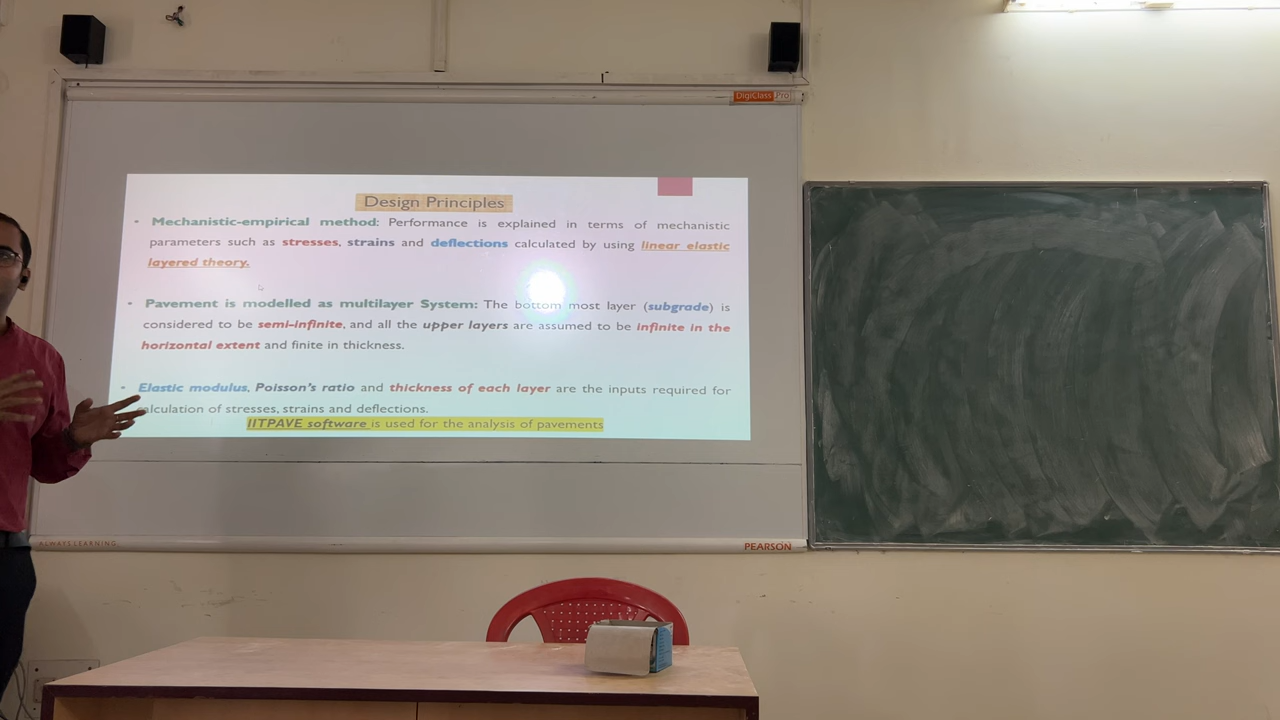 DigiClass Pro
Design Principles
• Mechanistic-empirical method: Performance is explained in terms of mechanistic
parameters such as stresses, strains and deflections calculated by using linear elastic
layered theory.
• Pavement is modelled as multilayer System: The bottom most layer (subgrade) is
considered to be semi-infinite, and all the upper layers are assumed to be infinite in the
horizontal extent and finite in thickness.
• Elastic modulus, Poisson's ratio and thickness of each layer are the inputs required for
calculation of stresses, strains and deflections.
IITPAVE software is used for the analysis of pavements
ALWAYS LEARNING
PEARSON